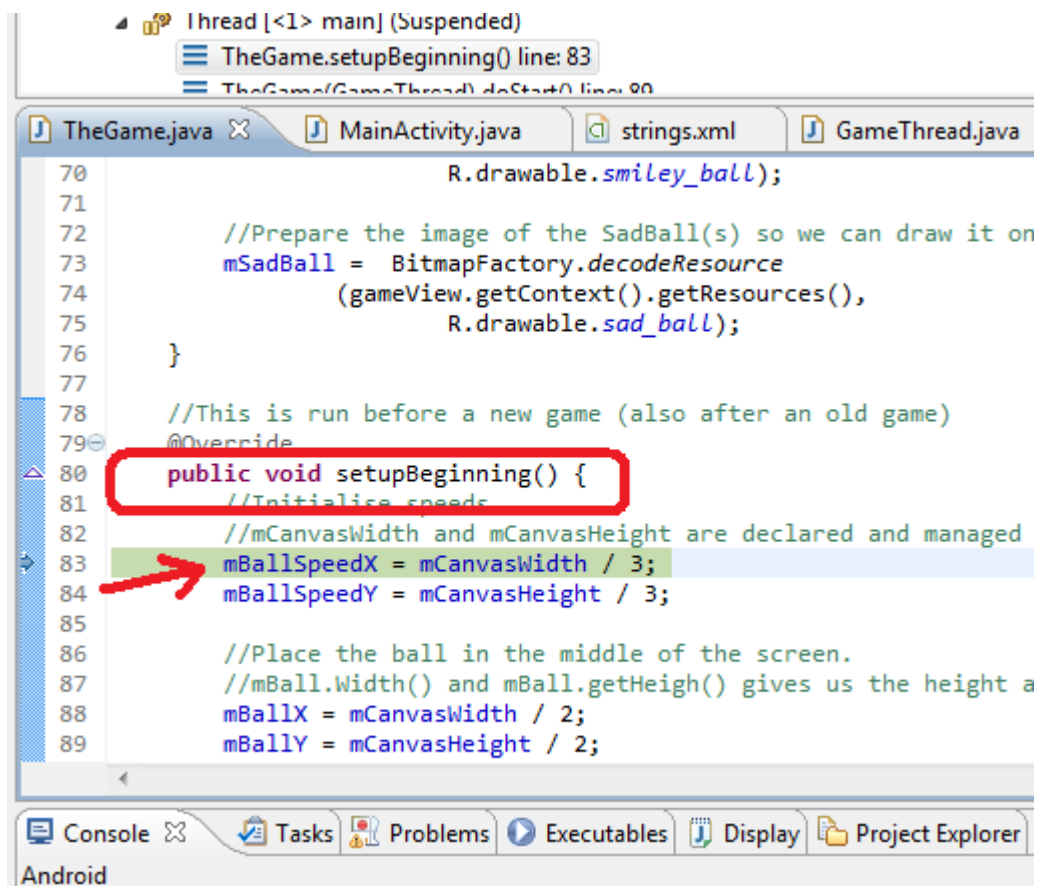 Thread [<1> main] (Suspended)
TheGame.setupBeginning() line: 83
TheGame(GameThread).doStart() line: 89
TheGame.java MainActivity.java strings.xml GameThread.java
70 R.drawable.smiley_ball);
71
72 //Prepare the image of the SadBall(s) so we can draw it on
73 mSadBall = BitmapFactory.decodeResource
74 (gameView.getContext().getResources(),
75 R.drawable.sad_ball);
76 }
77
78 //This is run before a new game (also after an old game)
79 @Override
80 public void setupBeginning() {
81 //Initialise speeds
82 //mCanvasWidth and mCanvasHeight are declared and managed
83 mBallSpeedX = mCanvasWidth / 3;
84 mBallSpeedY = mCanvasHeight / 3;
85
86 //Place the ball in the middle of the screen.
87 //mBall.Width() and mBall.getHeigh() gives us the height a
88 mBallX = mCanvasWidth / 2;
89 mBallY = mCanvasHeight / 2;
Console Tasks Problems Executables Display Project Explorer
Android